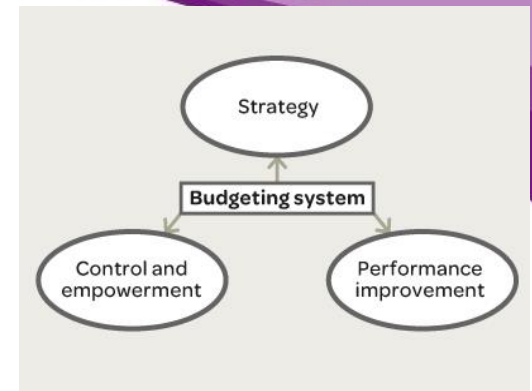 Strategy
Budgeting system
Control and
empowerment
Performance
improvement